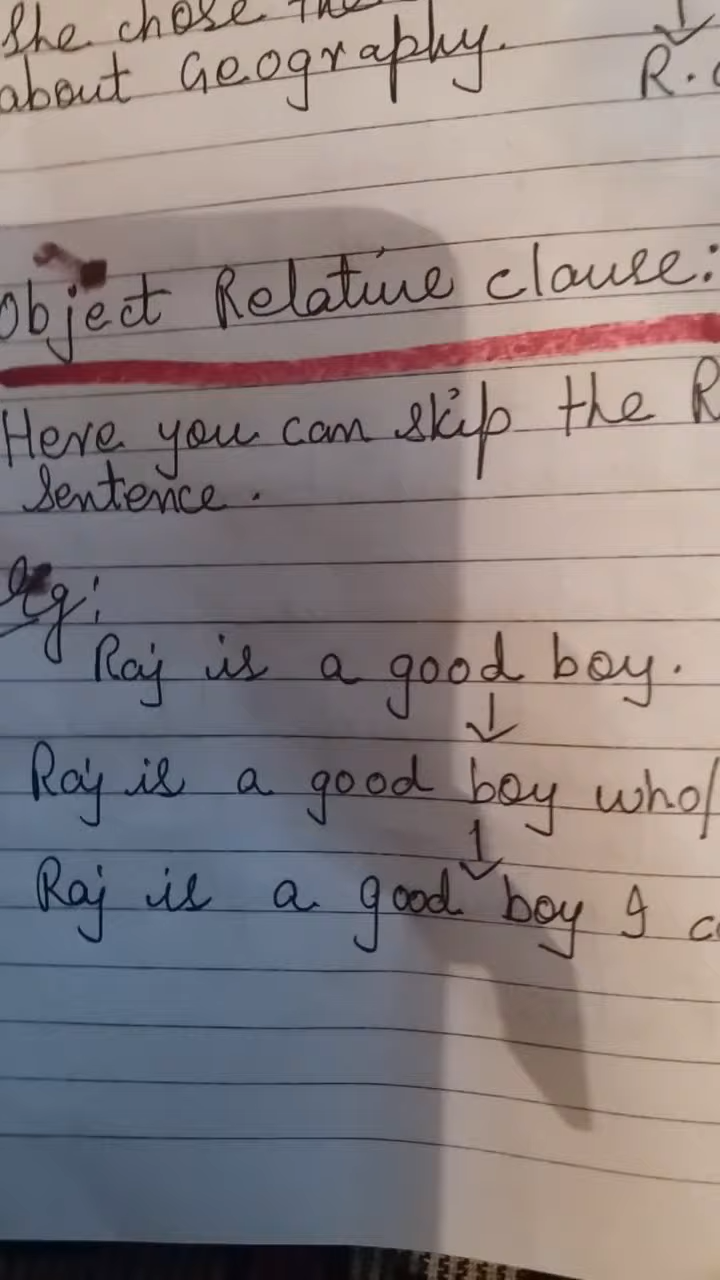 She chose the
about Geography.
R.
Object Relative clause:
Here you can skip the R
Sentence.
Eg:
Raj is a good boy.
↓
Raj is a good boy who/
↓
Raj is a good boy I